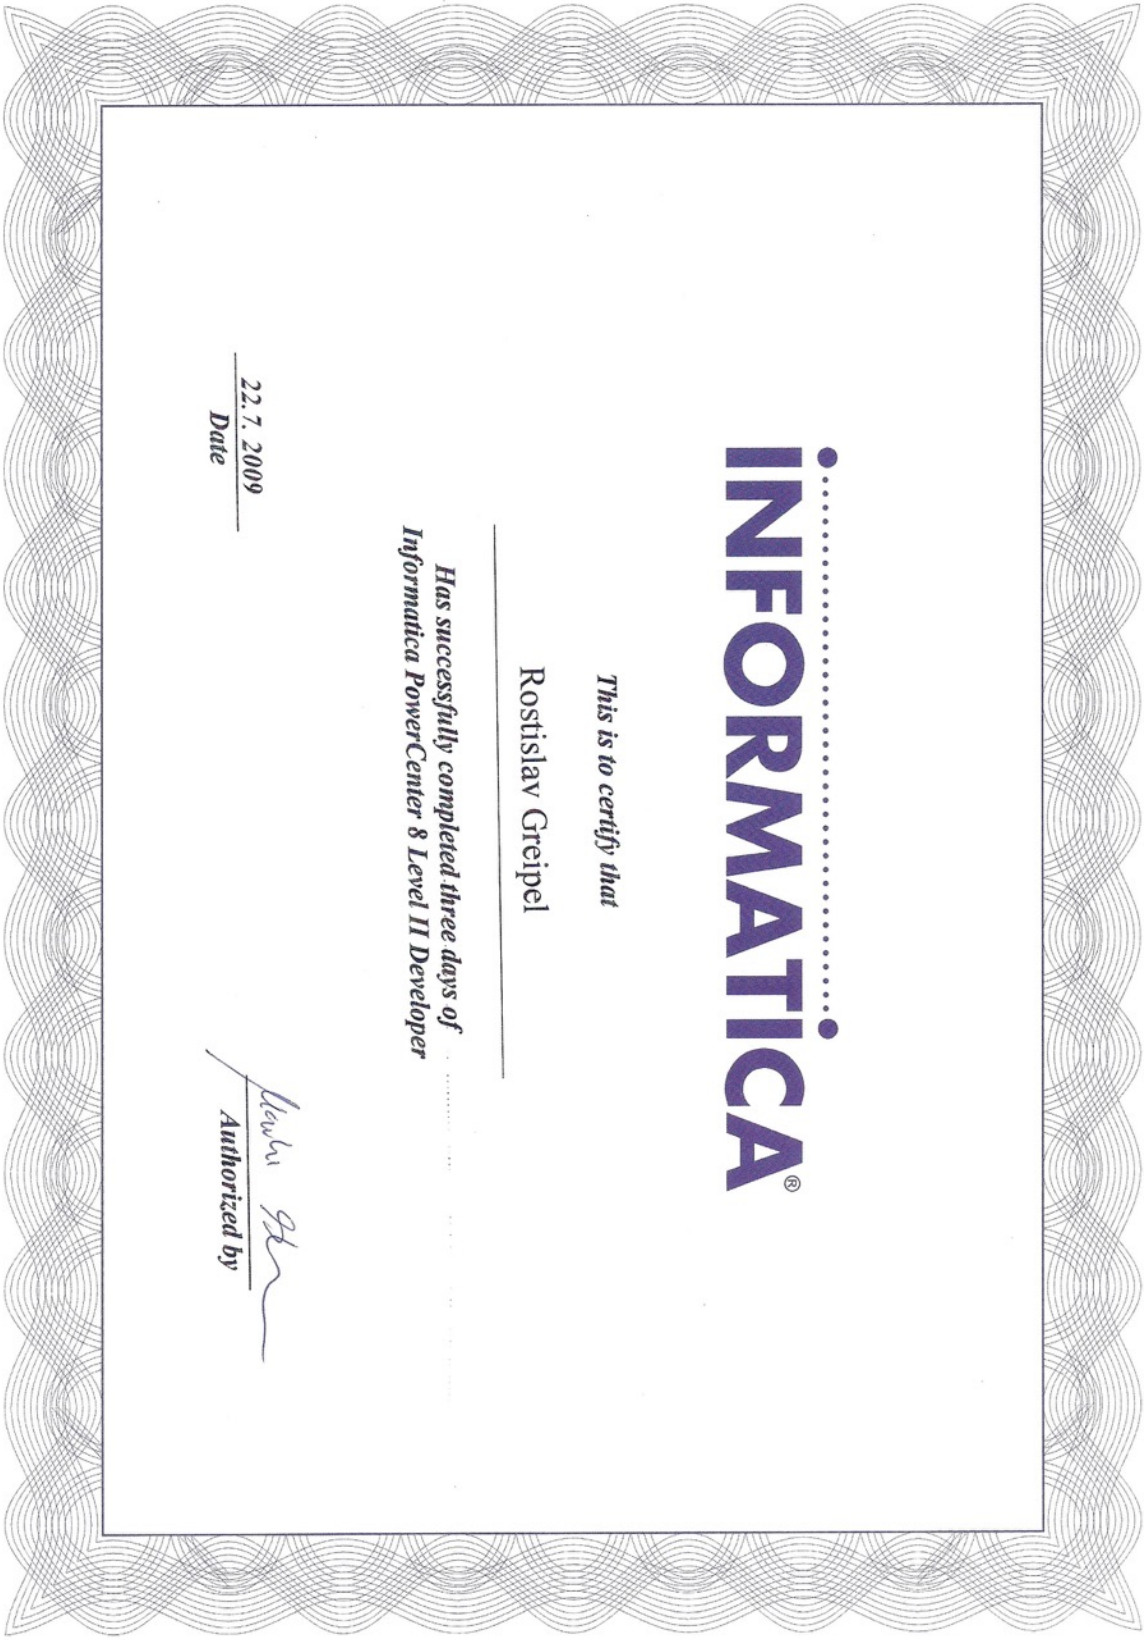 INFORMATICA®
This is to certify that
Rostislav Greipel
Has successfully completed three days of
Informatica PowerCenter 8 Level II Developer
22.7. 2009
Date
Authorized by